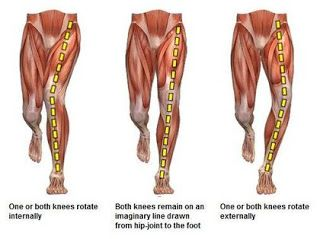 One or both knees rotate
internally
Both knees remain on an
imaginary line drawn
from hip-joint to the foot
One or both knees rotate
externally